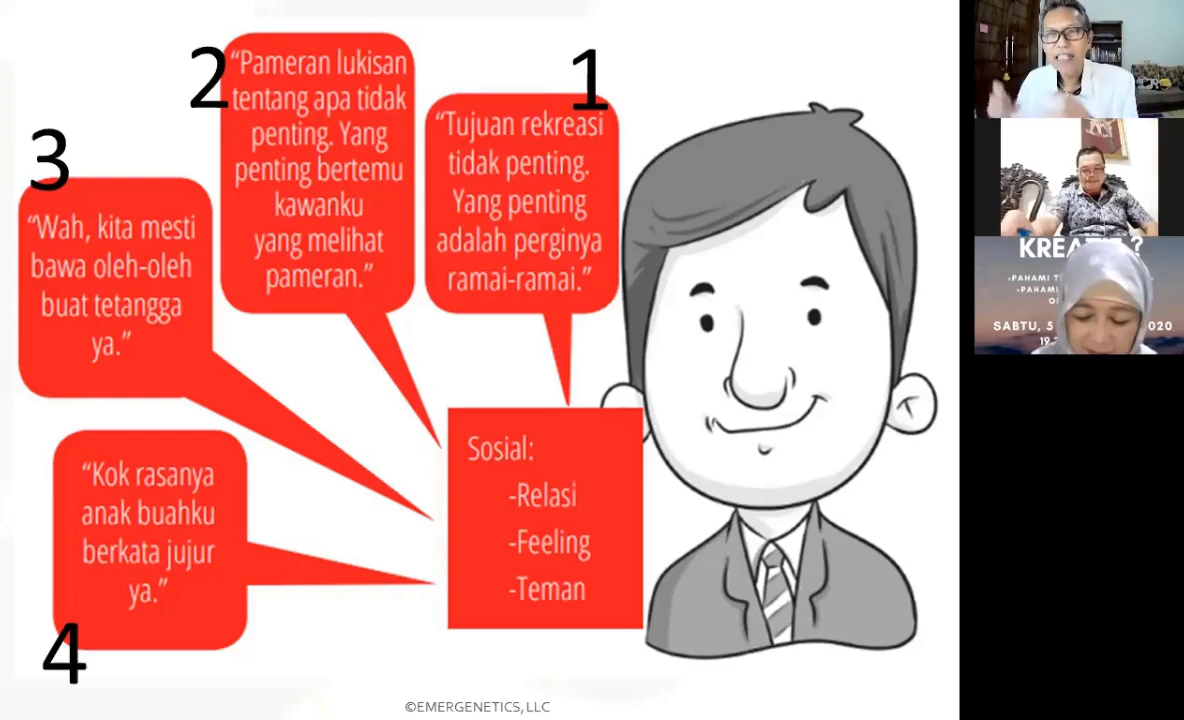 1
“Tujuan rekreasi
tidak penting.
Yang penting
adalah perginya
ramai-ramai.”
2
“Pameran lukisan
tentang apa tidak
penting. Yang
penting bertemu
kawanku
yang melihat
pameran.”
3
“Wah, kita mesti
bawa oleh-oleh
buat tetangga
ya.”
4
“Kok rasanya
anak buahku
berkata jujur
ya.”
Sosial:
-Relasi
-Feeling
-Teman
©EMERGENETICS, LLC
?
-PAHAMI
-PAHAMI
SABTU, 5